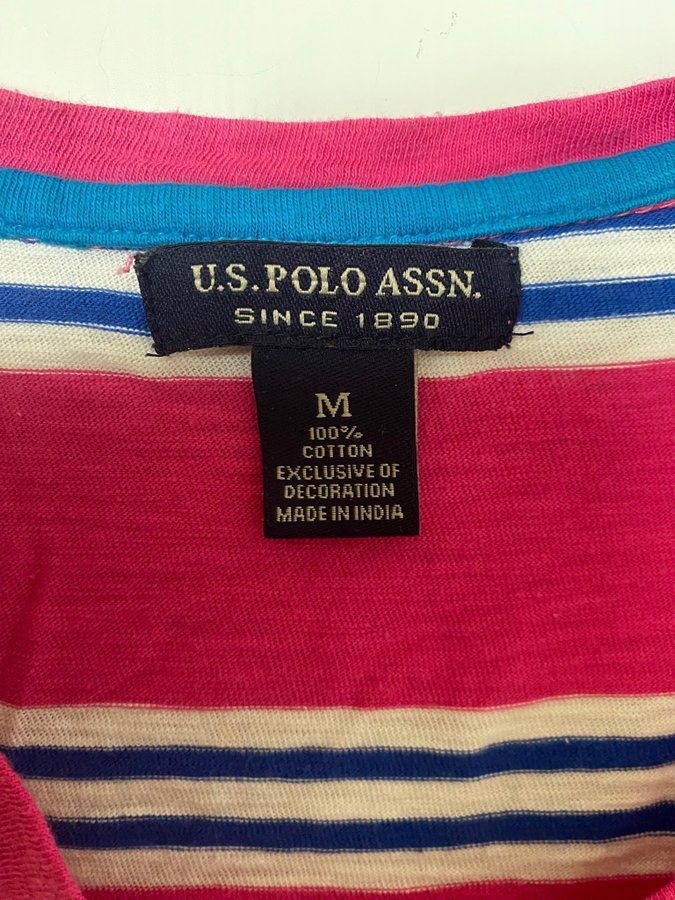 U.S. POLO ASSN.
SINCE 1890
M
100%
COTTON
EXCLUSIVE OF
DECORATION
MADE IN INDIA